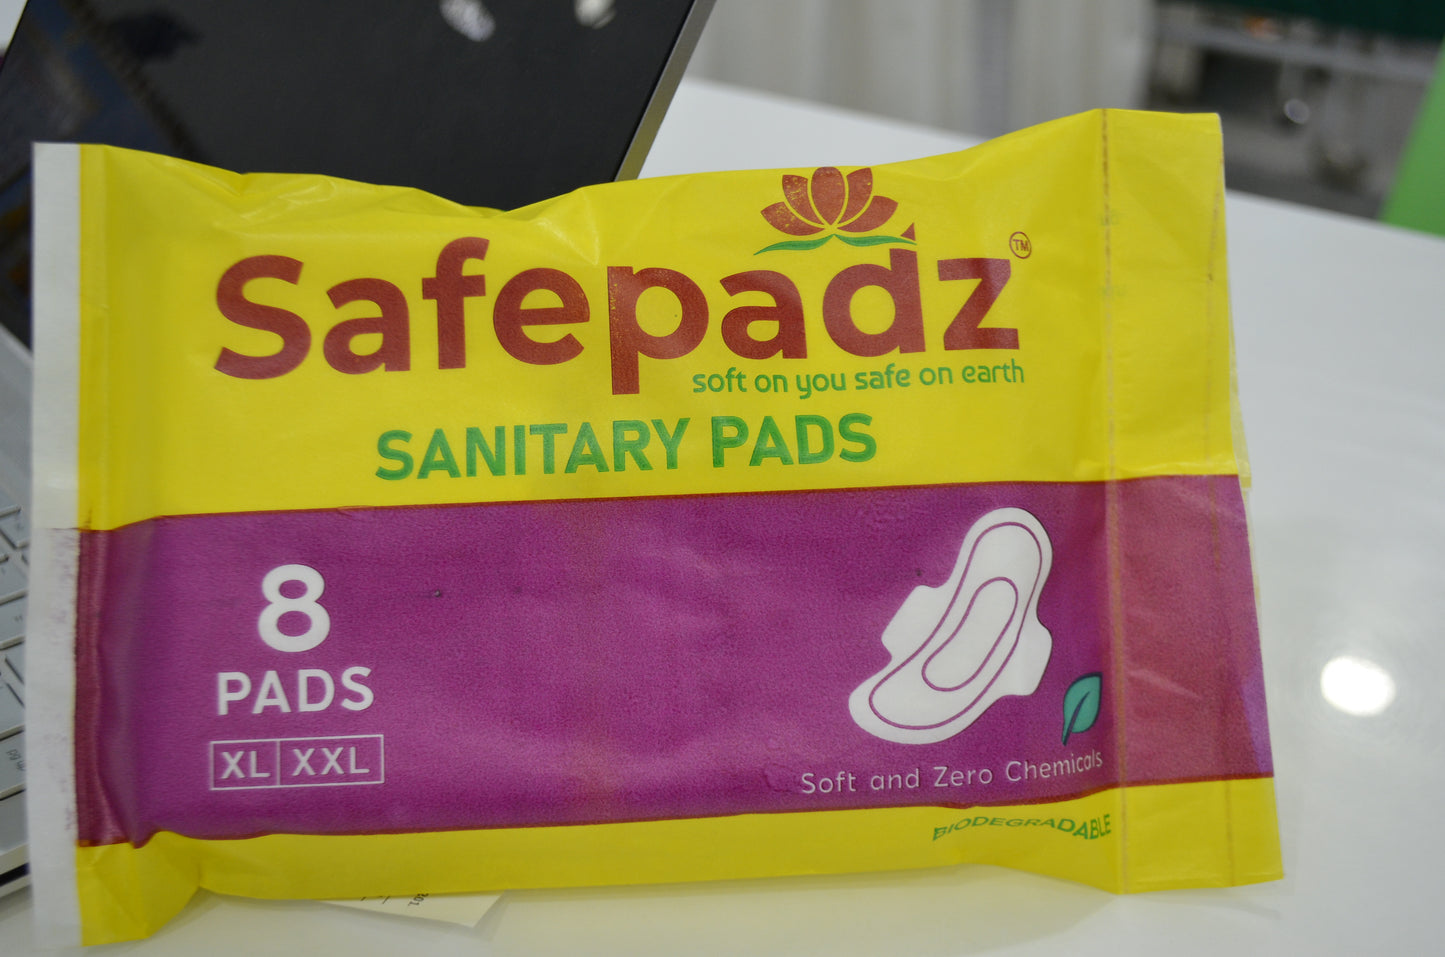 Safepadz TM
soft on you safe on earth
SANITARY PADS
8
PADS
XL XXL
Soft and Zero Chemicals
BIODEGRADABLE
201